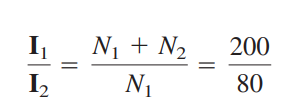 I₁/I₂ = (N₁ + N₂)/N₁ = 200/80